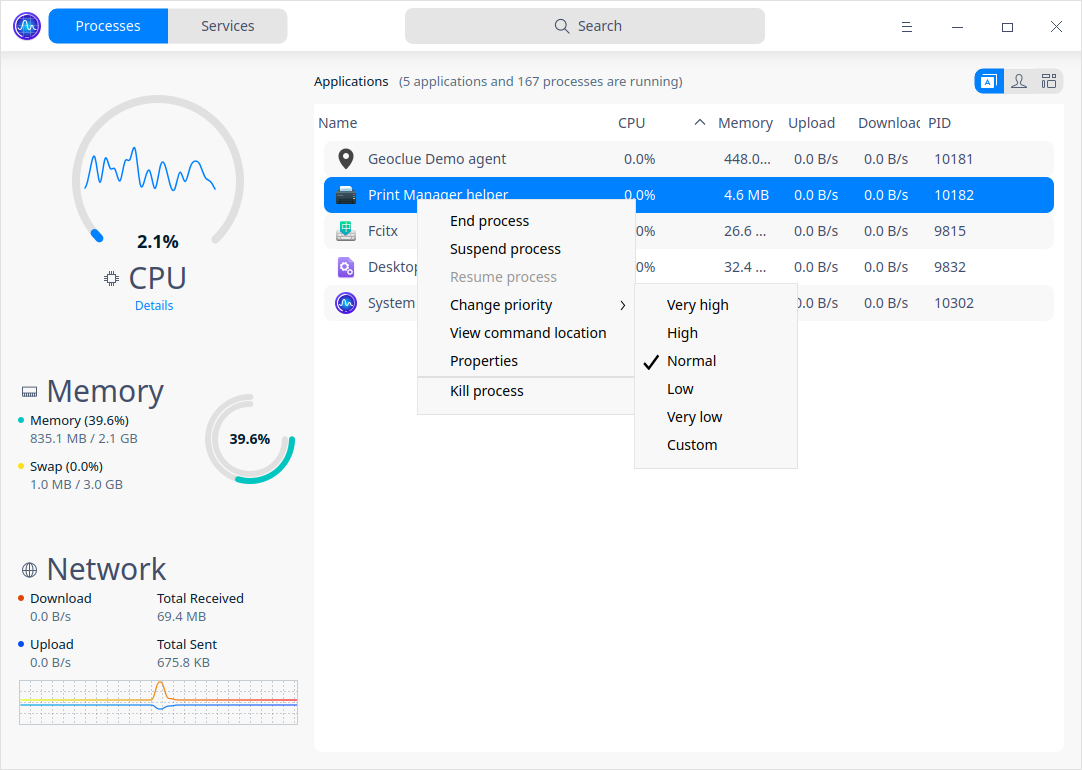 Processes
Services
Search
Applications (5 applications and 167 processes are running)
Name CPU Memory Upload Download PID
Geoclue Demo agent 0.0% 448.0... 0.0 B/s 0.0 B/s 10181
Print Manager helper 0.0% 4.6 MB 0.0 B/s 0.0 B/s 10182
Fcitx 0% 26.6 ... 0.0 B/s 0.0 B/s 9815
Desktop 0% 32.4 ... 0.0 B/s 0.0 B/s 9832
System 0.0 B/s 0.0 B/s 10302
End process
Suspend process
Resume process
Change priority
View command location
Properties
Kill process
Very high
High
Normal
Low
Very low
Custom
2.1%
CPU
Details
Memory
Memory (39.6%)
835.1 MB / 2.1 GB
Swap (0.0%)
1.0 MB / 3.0 GB
39.6%
Network
Download Total Received
0.0 B/s 69.4 MB
Upload Total Sent
0.0 B/s 675.8 KB